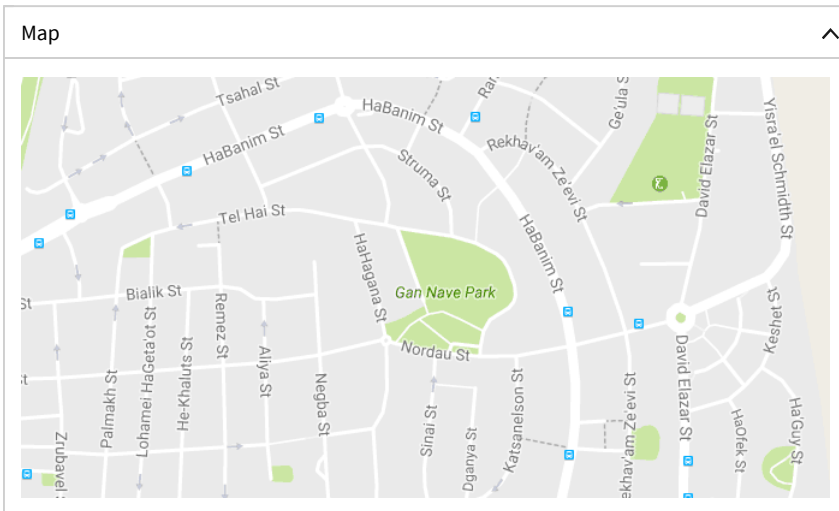 Map
Tsahal St
HaBanim St
HaBanim St
Ge'ula S
Yisra'el Schmidth St
David Elazar St
Rekhav'am Ze'evi St
Struma St
Tel Hai St
HaBanim St
HaHagana St
Gan Nave Park
Bialik St
St
Remez St
Lohamei HaGeta'ot St
He-Khaluts St
Aliya St
Palmakh St
Negba St
Nordau St
Sinai St
Dganya St
Katsanelson St
ekhav'am Ze'evi St
David Elazar St
Keshet St
HaOfek St
Ha'Guy St
Zrubavel